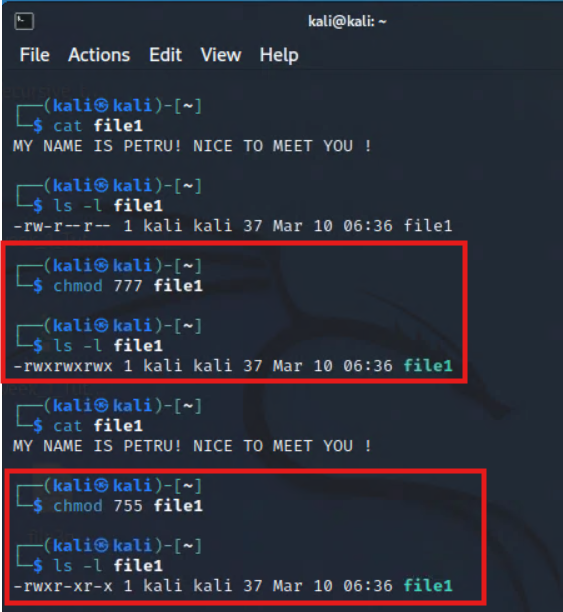 kali@kali: ~
File Actions Edit View Help
┌──(kali㉿kali)-[~]
└─$ cat file1
MY NAME IS PETRU! NICE TO MEET YOU !
┌──(kali㉿kali)-[~]
└─$ ls -l file1
-rw-r--r-- 1 kali kali 37 Mar 10 06:36 file1
┌──(kali㉿kali)-[~]
└─$ chmod 777 file1
┌──(kali㉿kali)-[~]
└─$ ls -l file1
-rwxrwxrwx 1 kali kali 37 Mar 10 06:36 file1
┌──(kali㉿kali)-[~]
└─$ cat file1
MY NAME IS PETRU! NICE TO MEET YOU !
┌──(kali㉿kali)-[~]
└─$ chmod 755 file1
┌──(kali㉿kali)-[~]
└─$ ls -l file1
-rwxr-xr-x 1 kali kali 37 Mar 10 06:36 file1